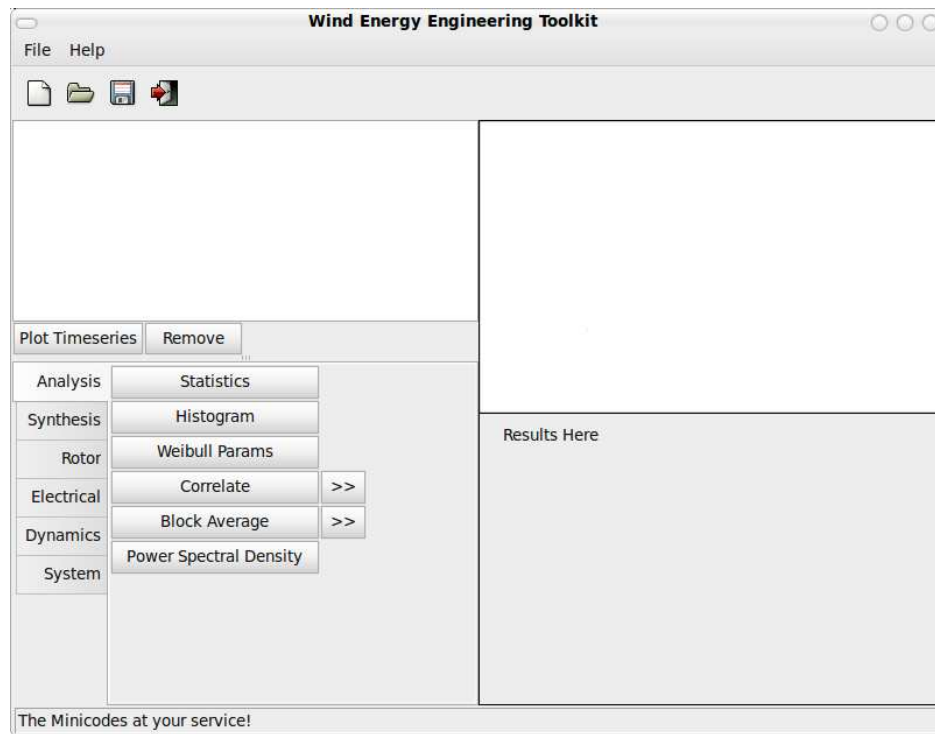 Wind Energy Engineering Toolkit
File Help
Plot Timeseries Remove
Analysis
Synthesis
Rotor
Electrical
Dynamics
System
Statistics
Histogram
Weibull Params
Correlate >>
Block Average >>
Power Spectral Density
Results Here
The Minicodes at your service!